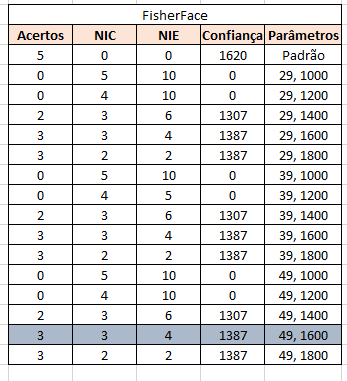 FisherFace
Acertos NIC NIE Confiança Parâmetros
5 0 0 1620 Padrão
0 5 10 0 29, 1000
0 4 10 0 29, 1200
2 3 6 1307 29, 1400
3 3 4 1387 29, 1600
3 2 2 1387 29, 1800
0 5 10 0 39, 1000
0 4 5 0 39, 1200
2 3 6 1307 39, 1400
3 3 4 1387 39, 1600
3 2 2 1387 39, 1800
0 5 10 0 49, 1000
0 4 10 0 49, 1200
2 3 6 1307 49, 1400
3 3 4 1387 49, 1600
3 2 2 1387 49, 1800